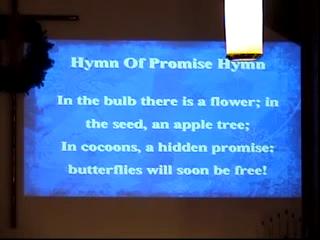 Hymn Of Promise Hymn
In the bulb there is a flower; in
the seed, an apple tree;
In cocoons, a hidden promise:
butterflies will soon be free!